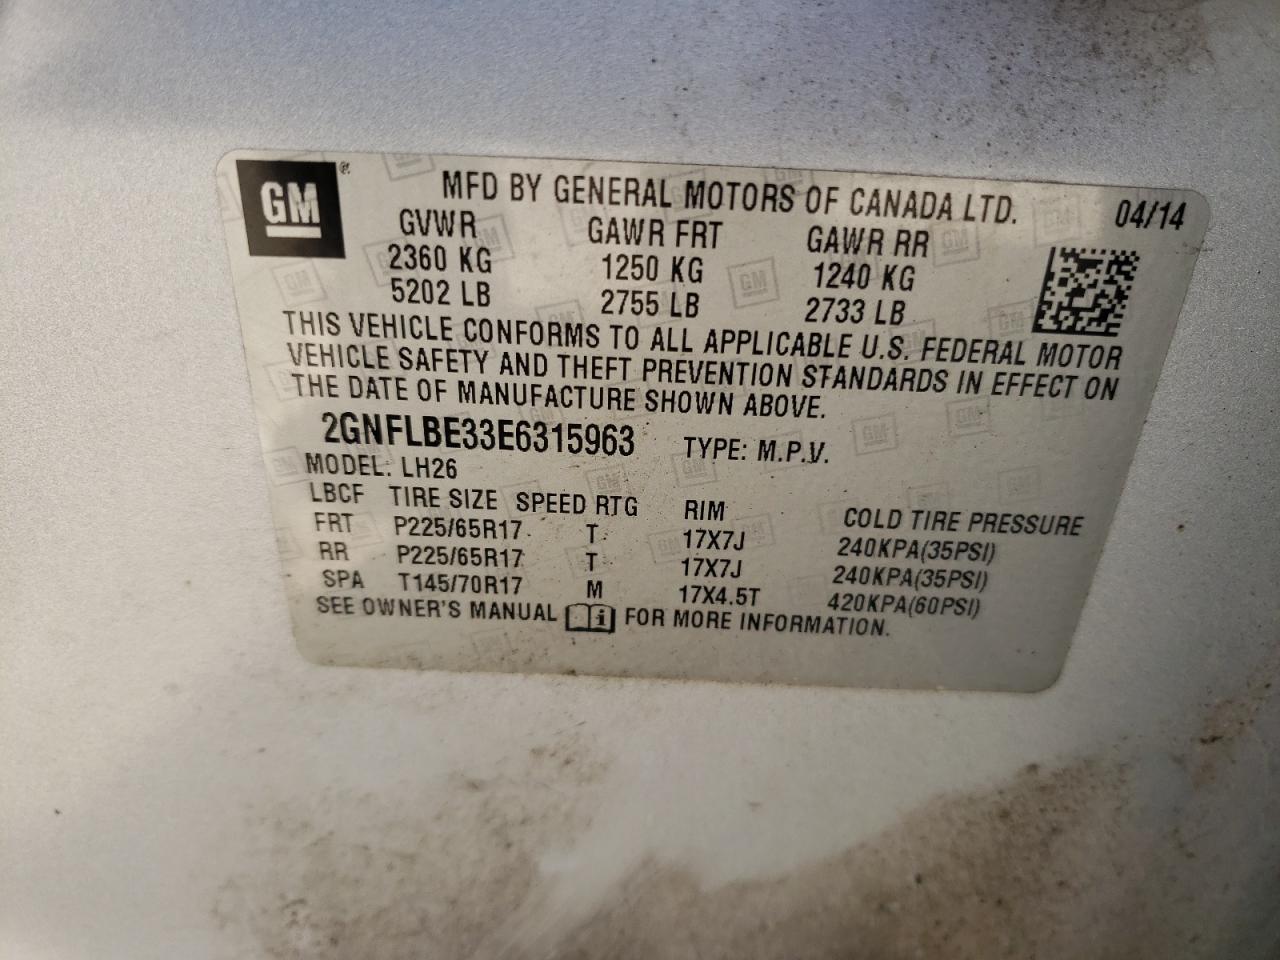 GM®
MFD BY GENERAL MOTORS OF CANADA LTD. 04/14
GVWR GAWR FRT GAWR RR
2360 KG 1250 KG 1240 KG
5202 LB 2755 LB 2733 LB
THIS VEHICLE CONFORMS TO ALL APPLICABLE U.S. FEDERAL MOTOR
VEHICLE SAFETY AND THEFT PREVENTION STANDARDS IN EFFECT ON
THE DATE OF MANUFACTURE SHOWN ABOVE.
2GNFLBE33E6315963 TYPE: M.P.V.
MODEL: LH26
LBCF TIRE SIZE SPEED RTG RIM COLD TIRE PRESSURE
FRT P225/65R17 T 17X7J 240KPA(35PSI)
RR P225/65R17 T 17X7J 240KPA(35PSI)
SPA T145/70R17 M 17X4.5T 420KPA(60PSI)
SEE OWNER'S MANUAL i FOR MORE INFORMATION.